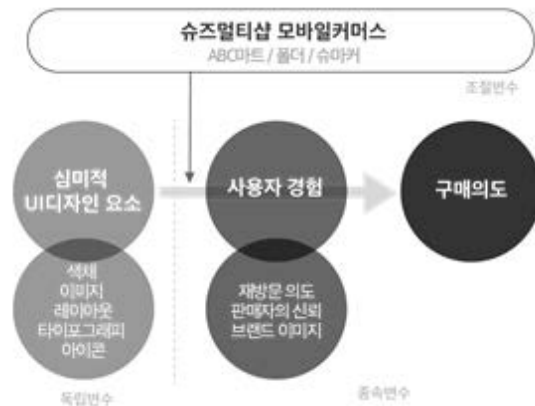 슈즈멀티샵 모바일커머스
ABC마트 / 폴더 / 슈마커
조절변수
심미적
UI디자인 요소
사용자 경험
구매의도
색채
이미지
레이아웃
타이포그래피
아이콘
재방문 의도
판매자의 신뢰
브랜드 이미지
독립변수
종속변수